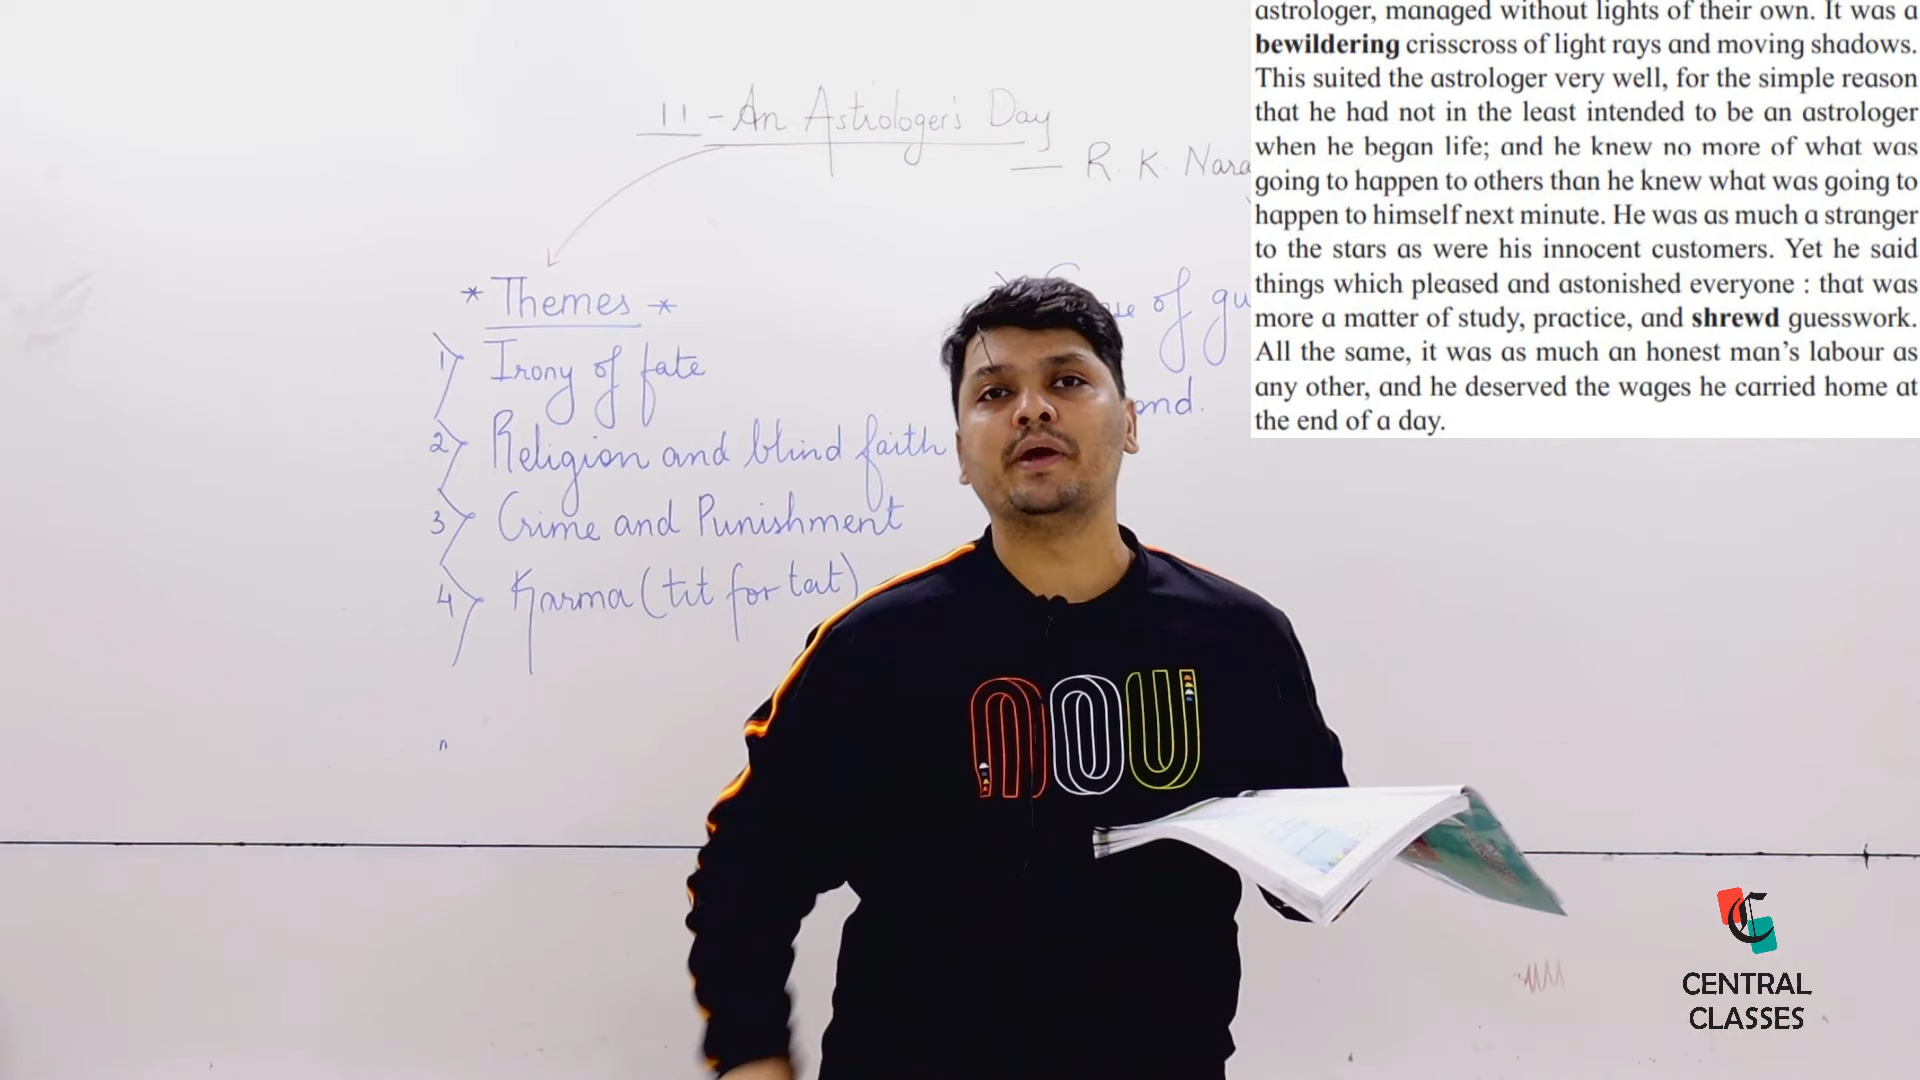 11 - An Astrologer's Day
— R. K. Nara
* Themes *
1) Irony of fate
2) Religion and blind faith
3) Crime and Punishment
4) Karma (tit for tat)
of gu
astrologer, managed without lights of their own. It was a
bewildering crisscross of light rays and moving shadows.
This suited the astrologer very well, for the simple reason
that he had not in the least intended to be an astrologer
when he began life; and he knew no more of what was
going to happen to others than he knew what was going to
happen to himself next minute. He was as much a stranger
to the stars as were his innocent customers. Yet he said
things which pleased and astonished everyone : that was
more a matter of study, practice, and shrewd guesswork.
All the same, it was as much an honest man's labour as
any other, and he deserved the wages he carried home at
the end of a day.
nou
CENTRAL
CLASSES